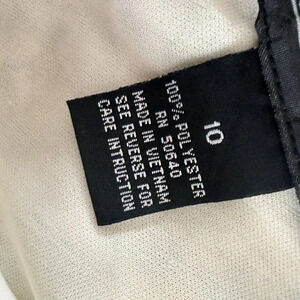 10
100% POLYESTER
RN 50640
MADE IN VIETNAM
SEE REVERSE FOR
CARE INTRUCTION